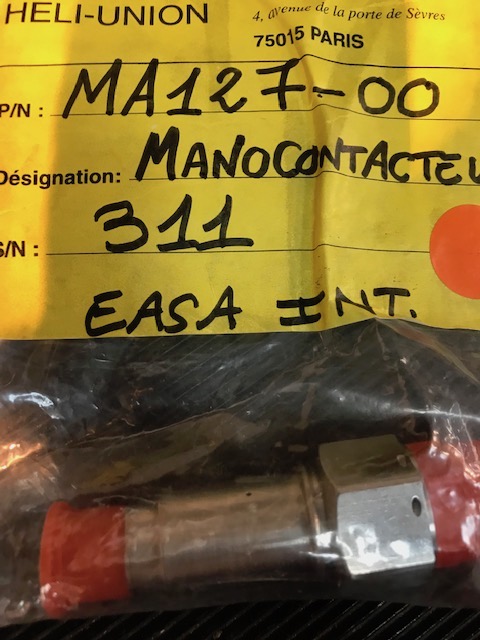 HELI-UNION
4, avenue de la porte de Sèvres
75015 PARIS
P/N : MA127-00
Désignation: MANOCONTACTEU
S/N : 311
EASA INT.